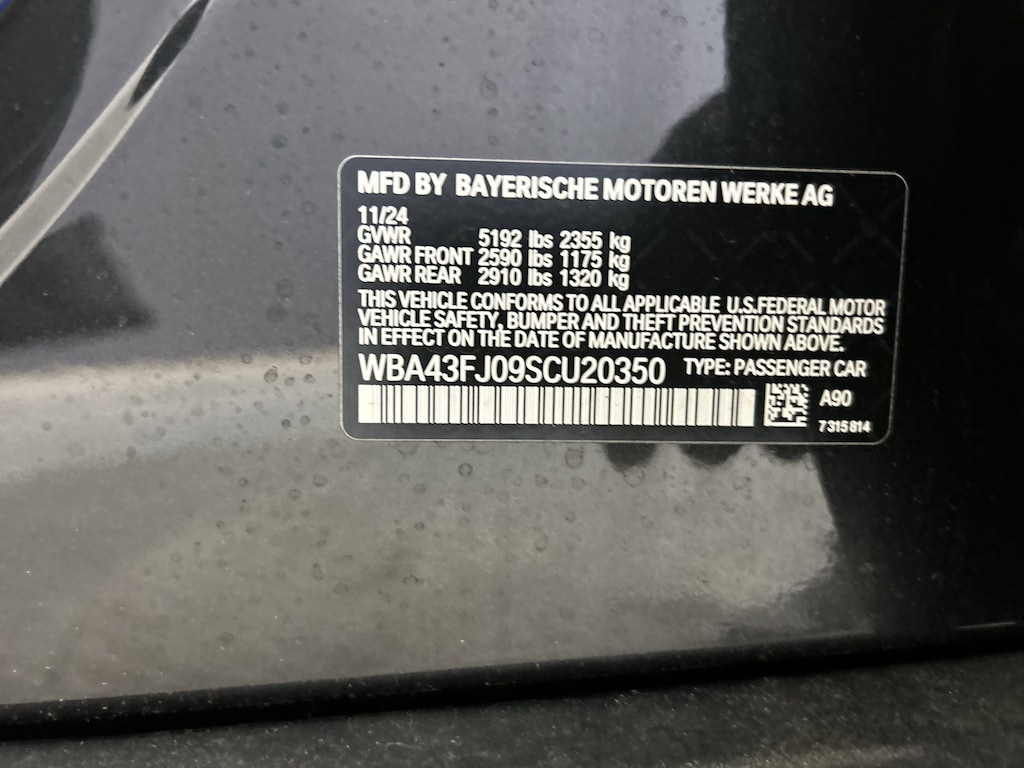 MFD BY BAYERISCHE MOTOREN WERKE AG
11/24
GVWR 5192 lbs 2355 kg
GAWR FRONT 2590 lbs 1175 kg
GAWR REAR 2910 lbs 1320 kg
THIS VEHICLE CONFORMS TO ALL APPLICABLE U.S.FEDERAL MOTOR
VEHICLE SAFETY, BUMPER AND THEFT PREVENTION STANDARDS
IN EFFECT ON THE DATE OF MANUFACTURE SHOWN ABOVE.
WBA43FJ09SCU20350 TYPE: PASSENGER CAR
A90
7315814